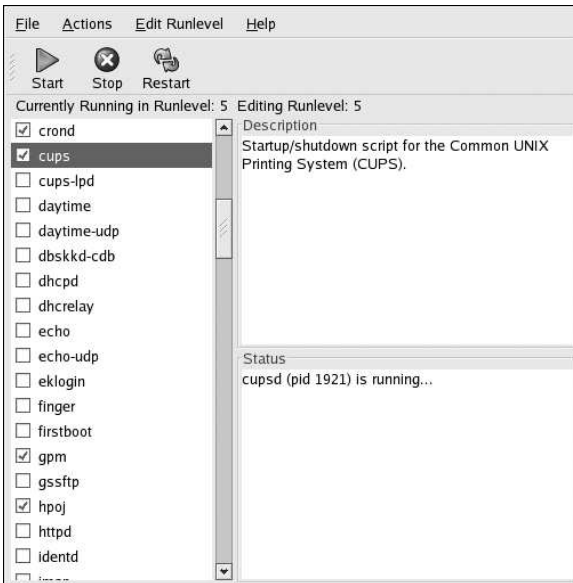 File Actions Edit Runlevel Help
Start Stop Restart
Currently Running in Runlevel: 5 Editing Runlevel: 5
crond
cups
cups-lpd
daytime
daytime-udp
dbskkd-cdb
dhcpd
dhcrelay
echo
echo-udp
eklogin
finger
firstboot
gpm
gssftp
hpoj
httpd
identd
Description
Startup/shutdown script for the Common UNIX
Printing System (CUPS).
Status
cupsd (pid 1921) is running...